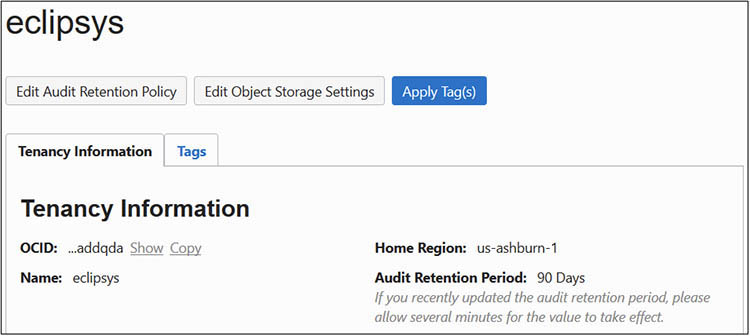 eclipsys
Edit Audit Retention Policy Edit Object Storage Settings Apply Tag(s)
Tenancy Information Tags
Tenancy Information
OCID: ...addqda Show Copy Home Region: us-ashburn-1
Name: eclipsys Audit Retention Period: 90 Days
If you recently updated the audit retention period, please
allow several minutes for the value to take effect.